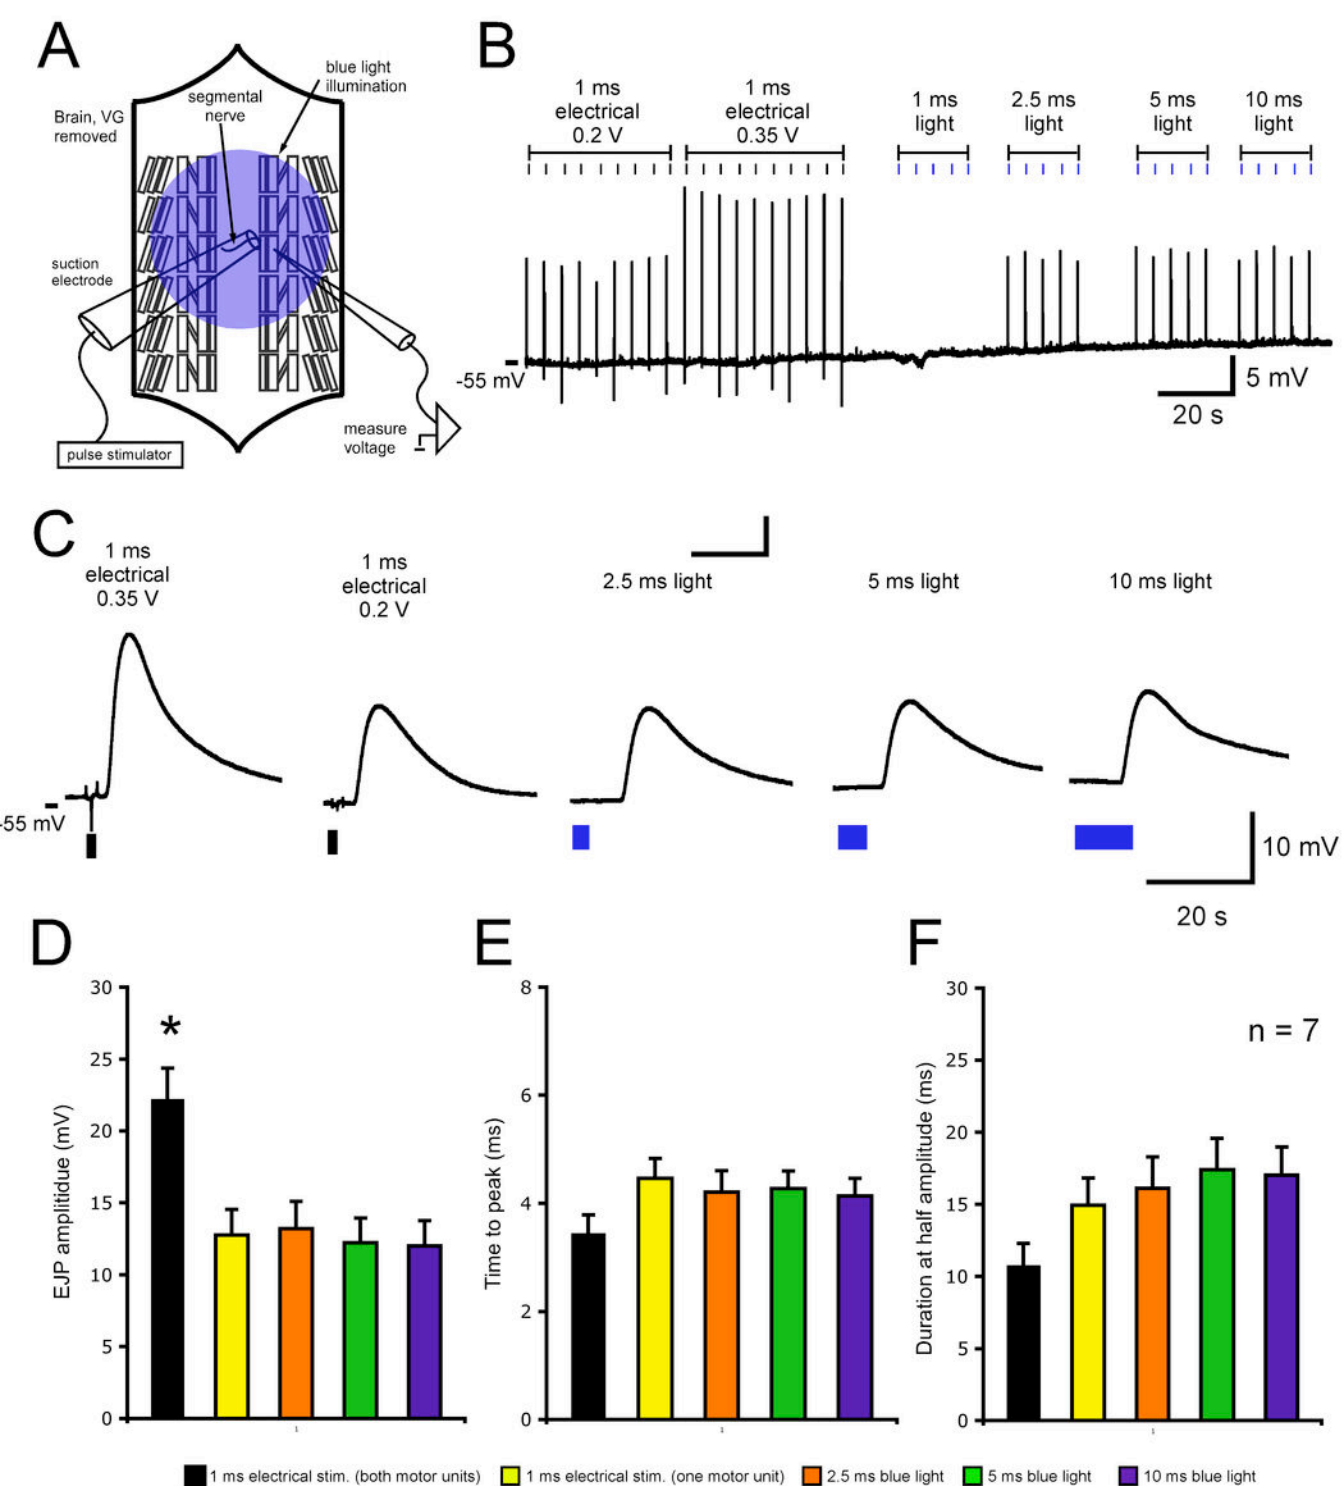 A
blue light
illumination
segmental
nerve
Brain, VG
removed
suction
electrode
measure
voltage
pulse stimulator
B
1 ms
electrical
0.2 V
1 ms
electrical
0.35 V
1 ms
light
2.5 ms
light
5 ms
light
10 ms
light
-55 mV
5 mV
20 s
C
1 ms
electrical
0.35 V
1 ms
electrical
0.2 V
2.5 ms light
5 ms light
10 ms light
-55 mV
10 mV
20 s
D
30
25
20
15
10
5
0
EJP amplitidue (mV)
*
1
E
8
6
4
2
0
Time to peak (ms)
1
F
30
25
20
15
10
5
0
Duration at half amplitude (ms)
n = 7
1
1 ms electrical stim. (both motor units)
1 ms electrical stim. (one motor unit)
2.5 ms blue light
5 ms blue light
10 ms blue light